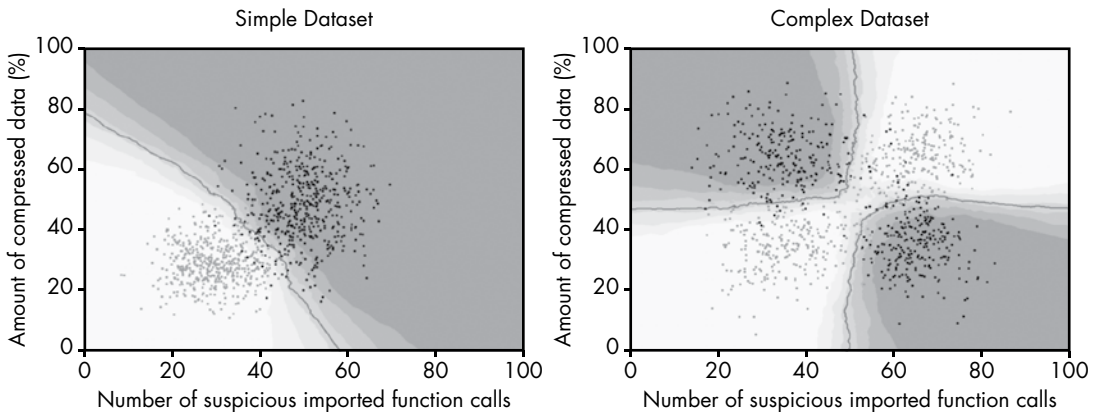 Simple Dataset
Amount of compressed data (%)
100
80
60
40
20
0
0 20 40 60 80 100
Number of suspicious imported function calls
Complex Dataset
Amount of compressed data (%)
100
80
60
40
20
0
0 20 40 60 80 100
Number of suspicious imported function calls